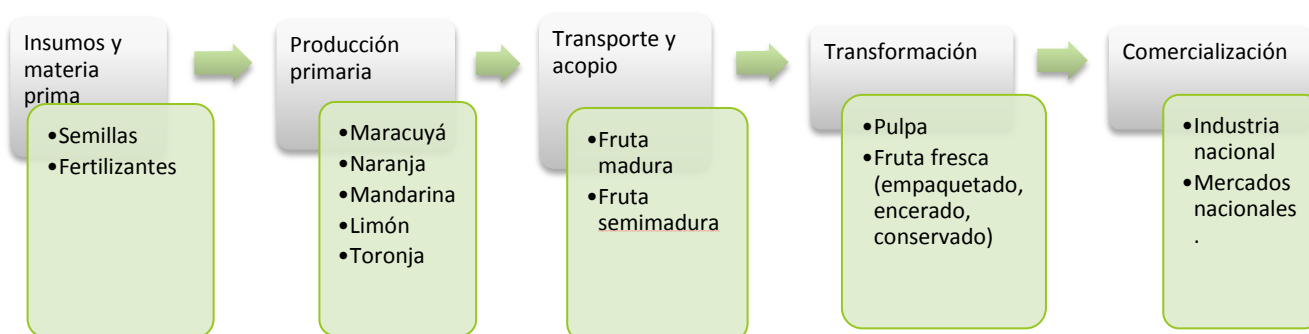 Insumos y
materia
prima
•Semillas
•Fertilizantes
Producción
primaria
•Maracuyá
•Naranja
•Mandarina
•Limón
•Toronja
Transporte y
acopio
•Fruta
madura
•Fruta
semimadura
Transformación
•Pulpa
•Fruta fresca
(empaquetado,
encerado,
conservado)
Comercialización
•Industria
nacional
•Mercados
nacionales
.